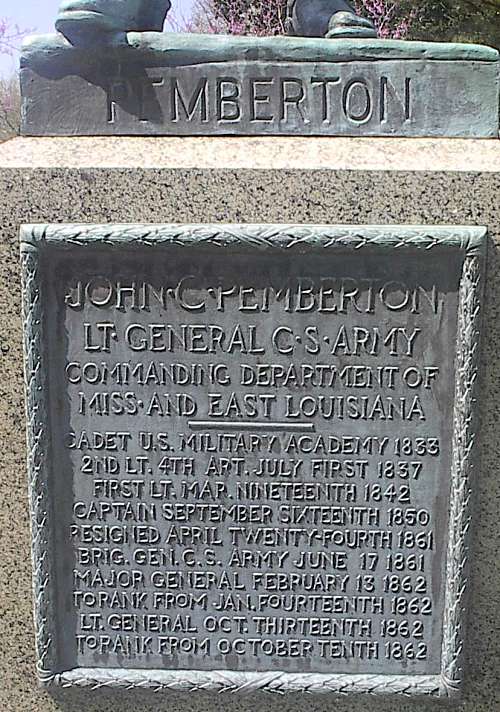 PEMBERTON
JOHN·C·PEMBERTON
LT·GENERAL C·S·ARMY
COMMANDING DEPARTMENT OF
MISS·AND EAST LOUISIANA
CADET U.S. MILITARY ACADEMY 1833
2ND LT. 4TH ART. JULY FIRST 1837
FIRST LT. MAR. NINETEENTH 1842
CAPTAIN SEPTEMBER SIXTEENTH 1850
RESIGNED APRIL TWENTY-FOURTH 1861
BRIG. GEN. C.S. ARMY JUNE 17 1861
MAJOR GENERAL FEBRUARY 13 1862
TO RANK FROM JAN. FOURTEENTH 1862
LT. GENERAL OCT. THIRTEENTH 1862
TO RANK FROM OCTOBER TENTH 1862